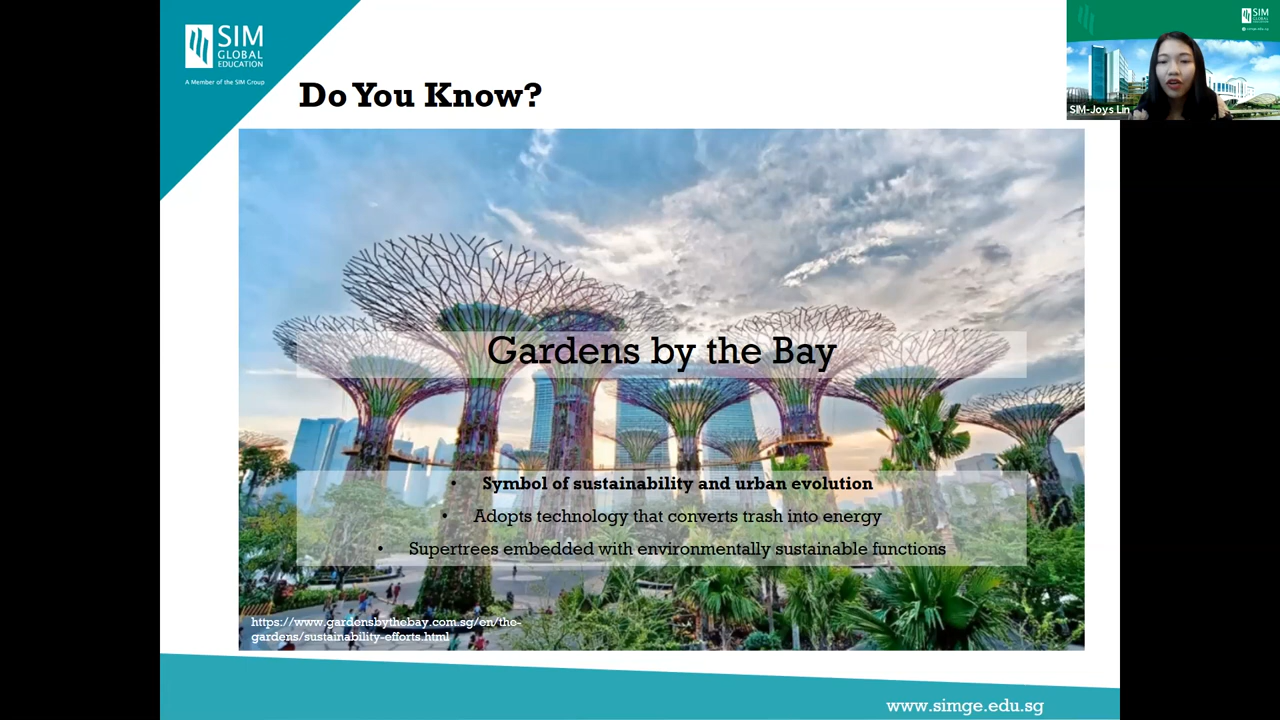 SIM
GLOBAL
EDUCATION
A Member of the SIM Group
Do You Know?
SIM
SIM-Joys Lin
Gardens by the Bay
• Symbol of sustainability and urban evolution
• Adopts technology that converts trash into energy
• Supertrees embedded with environmentally sustainable functions
https://www.gardensbythebay.com.sg/en/the-
gardens/sustainability-efforts.html
www.simge.edu.sg